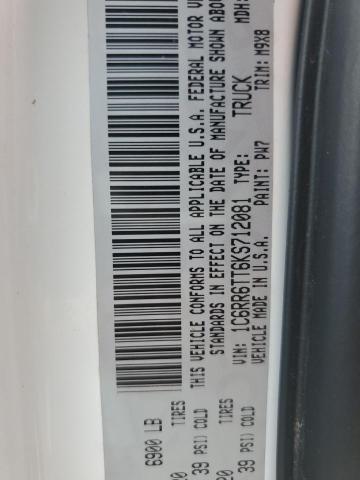 6900 LB
TIRES
39 PSI) COLD
THIS VEHICLE CONFORMS TO ALL APPLICABLE U.S.A. FEDERAL MOTOR
STANDARDS IN EFFECT ON THE DATE OF MANUFACTURE SHOWN ABOV
VIN: 1C6RR6TT6KS712081 TYPE: TRUCK MDH:
VEHICLE MADE IN U.S.A. PAINT: PW7 TRIM: M9X8
20 TIRES
39 PSI) COLD